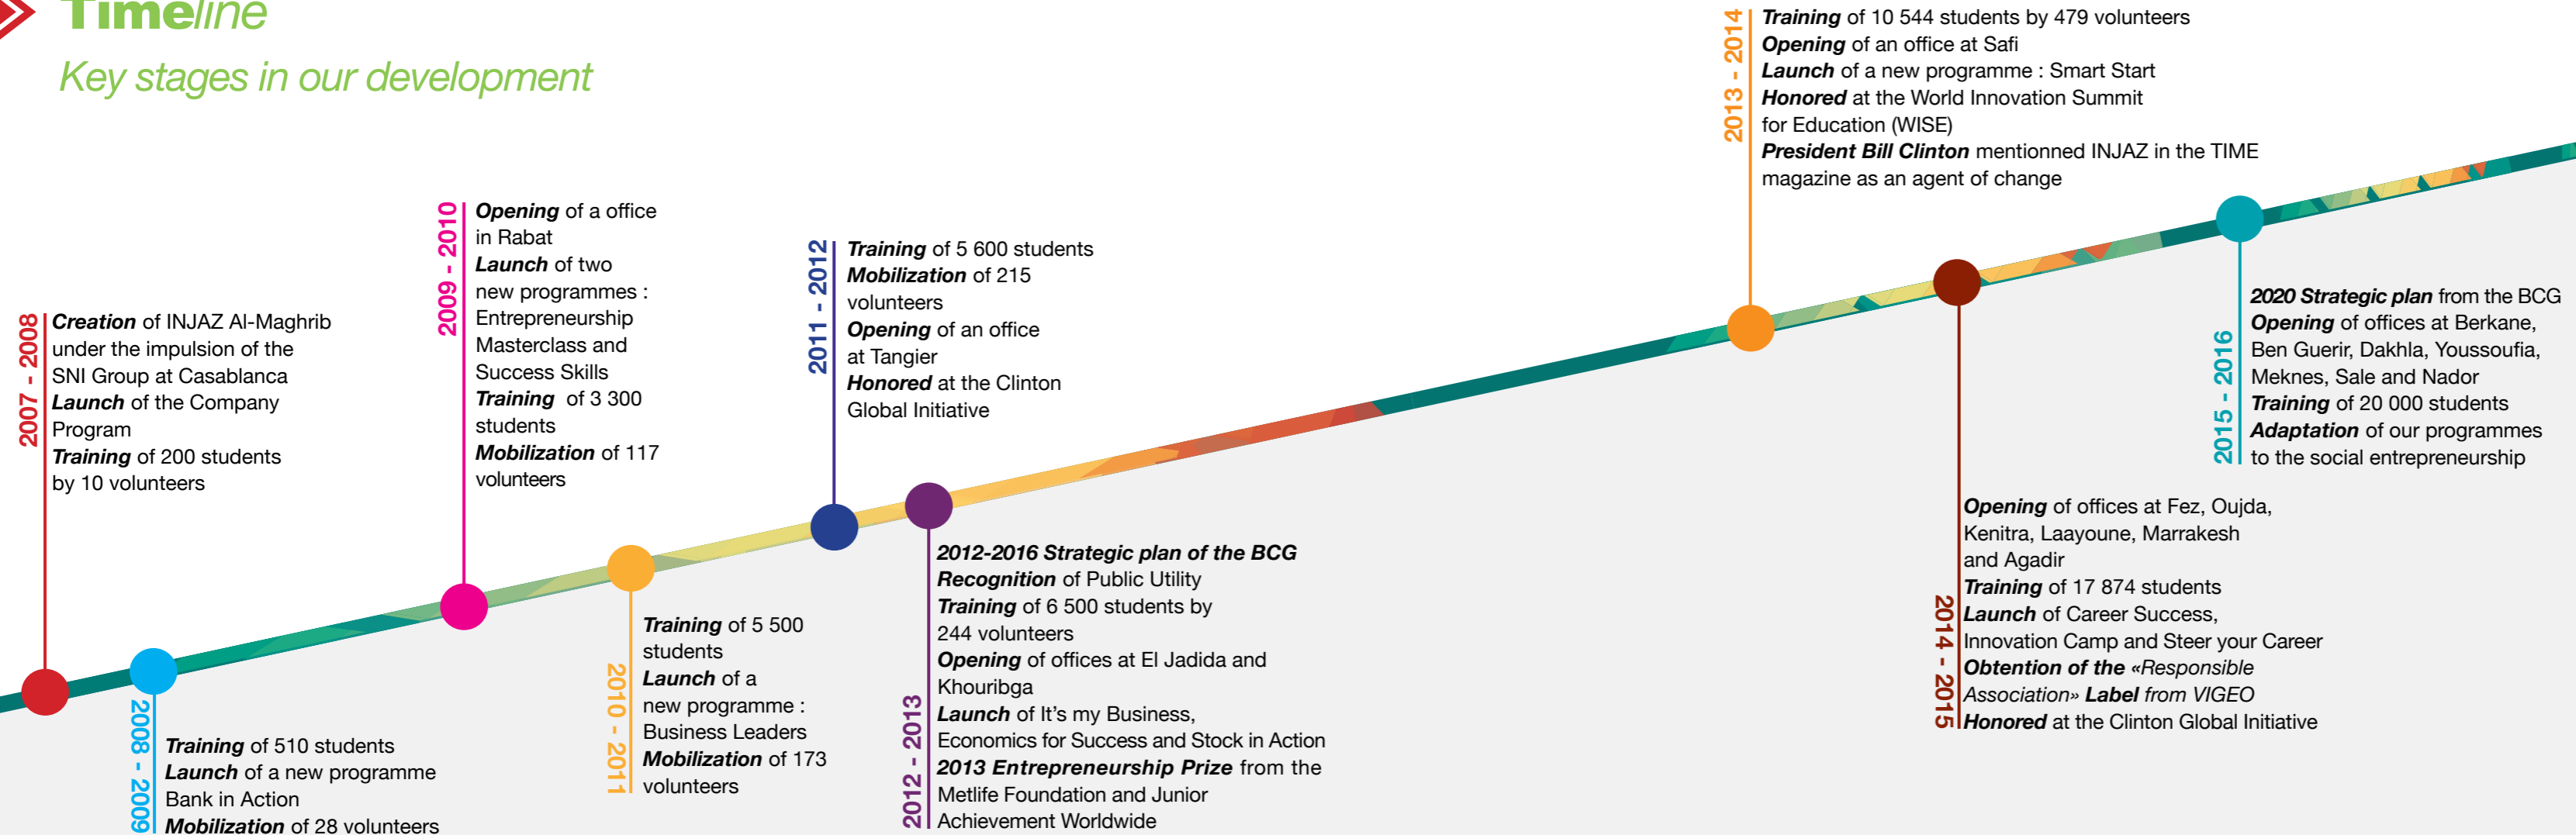 Timeline
Key stages in our development
2007 - 2008
Creation of INJAZ Al-Maghrib
under the impulsion of the
SNI Group at Casablanca
Launch of the Company
Program
Training of 200 students
by 10 volunteers
2008 - 2009
Training of 510 students
Launch of a new programme
Bank in Action
Mobilization of 28 volunteers
2009 - 2010
Opening of a office
in Rabat
Launch of two
new programmes :
Entrepreneurship
Masterclass and
Success Skills
Training of 3 300
students
Mobilization of 117
volunteers
2010 - 2011
Training of 5 500
students
Launch of a
new programme :
Business Leaders
Mobilization of 173
volunteers
2011 - 2012
Training of 5 600 students
Mobilization of 215
volunteers
Opening of an office
at Tangier
Honored at the Clinton
Global Initiative
2012 - 2013
2012-2016 Strategic plan of the BCG
Recognition of Public Utility
Training of 6 500 students by
244 volunteers
Opening of offices at El Jadida and
Khouribga
Launch of It's my Business,
Economics for Success and Stock in Action
2013 Entrepreneurship Prize from the
Metlife Foundation and Junior
Achievement Worldwide
2013 - 2014
Training of 10 544 students by 479 volunteers
Opening of an office at Safi
Launch of a new programme : Smart Start
Honored at the World Innovation Summit
for Education (WISE)
President Bill Clinton mentionned INJAZ in the TIME
magazine as an agent of change
2014 - 2015
Opening of offices at Fez, Oujda,
Kenitra, Laayoune, Marrakesh
and Agadir
Training of 17 874 students
Launch of Career Success,
Innovation Camp and Steer your Career
Obtention of the «Responsible
Association» Label from VIGEO
Honored at the Clinton Global Initiative
2015 - 2016
2020 Strategic plan from the BCG
Opening of offices at Berkane,
Ben Guerir, Dakhla, Youssoufia,
Meknes, Sale and Nador
Training of 20 000 students
Adaptation of our programmes
to the social entrepreneurship